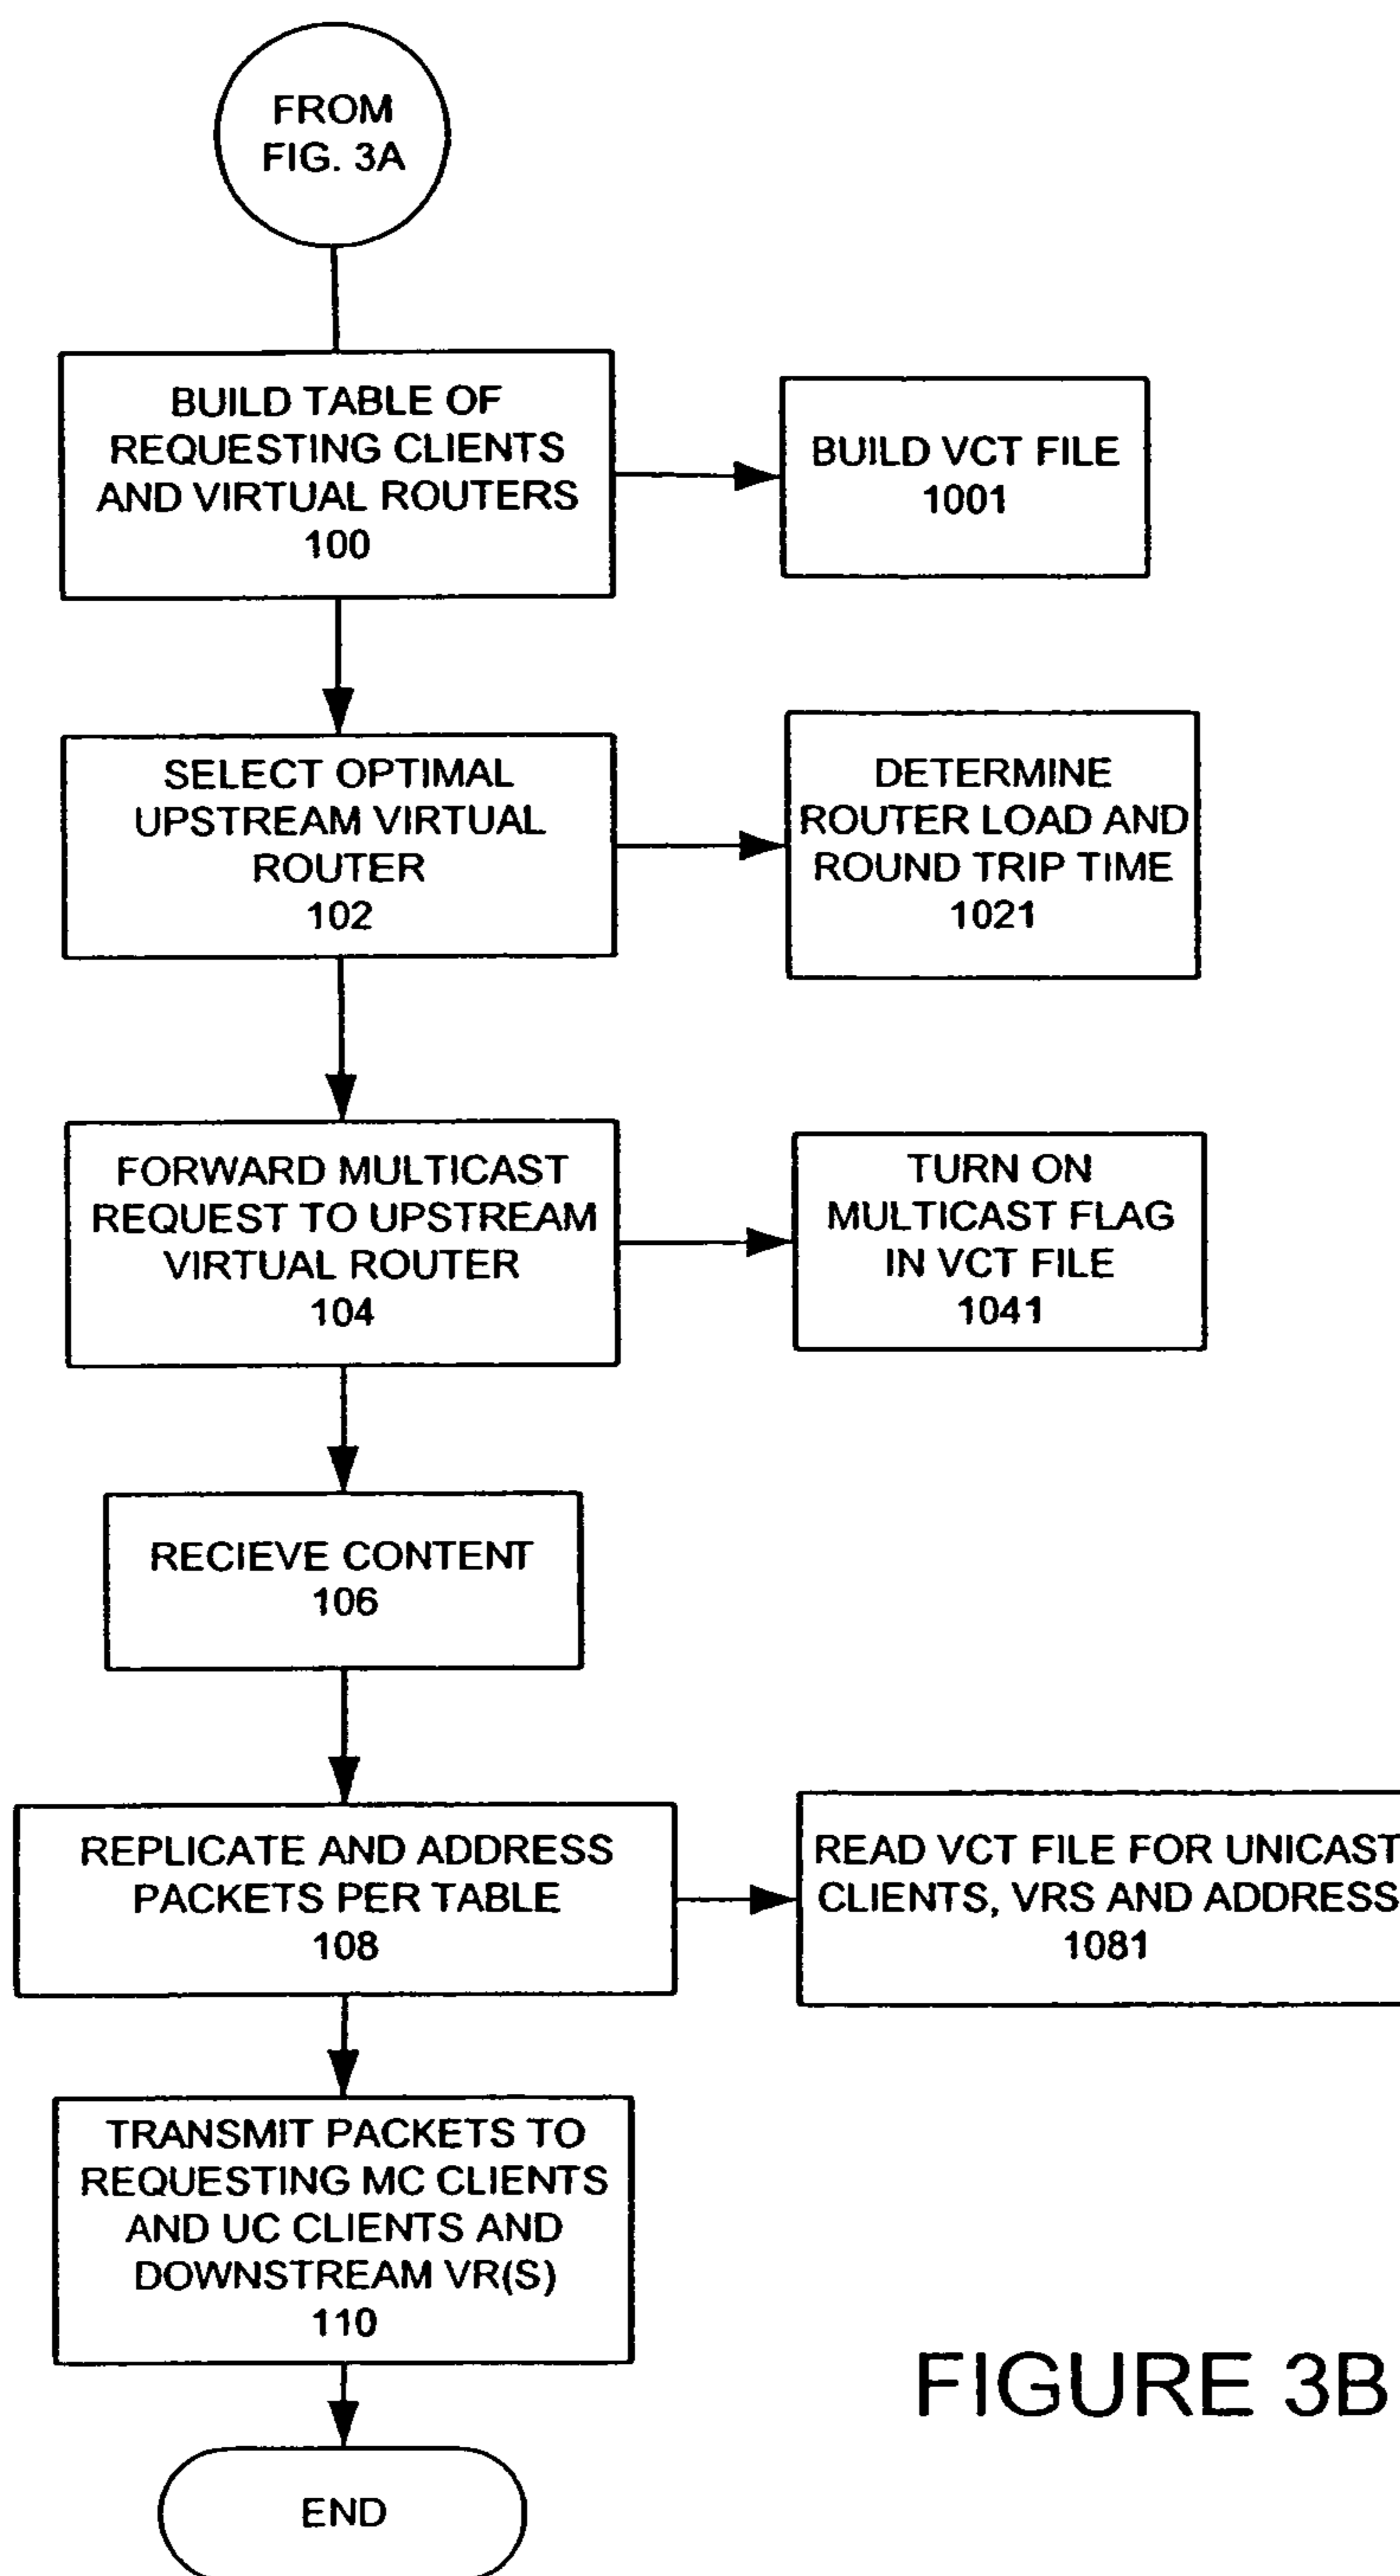 FROM
FIG. 3A
BUILD TABLE OF
REQUESTING CLIENTS
AND VIRTUAL ROUTERS
100
BUILD VCT FILE
1001
SELECT OPTIMAL
UPSTREAM VIRTUAL
ROUTER
102
DETERMINE
ROUTER LOAD AND
ROUND TRIP TIME
1021
FORWARD MULTICAST
REQUEST TO UPSTREAM
VIRTUAL ROUTER
104
TURN ON
MULTICAST FLAG
IN VCT FILE
1041
RECIEVE CONTENT
106
REPLICATE AND ADDRESS
PACKETS PER TABLE
108
READ VCT FILE FOR UNICAST
CLIENTS, VRS AND ADDRESS
1081
TRANSMIT PACKETS TO
REQUESTING MC CLIENTS
AND UC CLIENTS AND
DOWNSTREAM VR(S)
110
FIGURE 3B
END